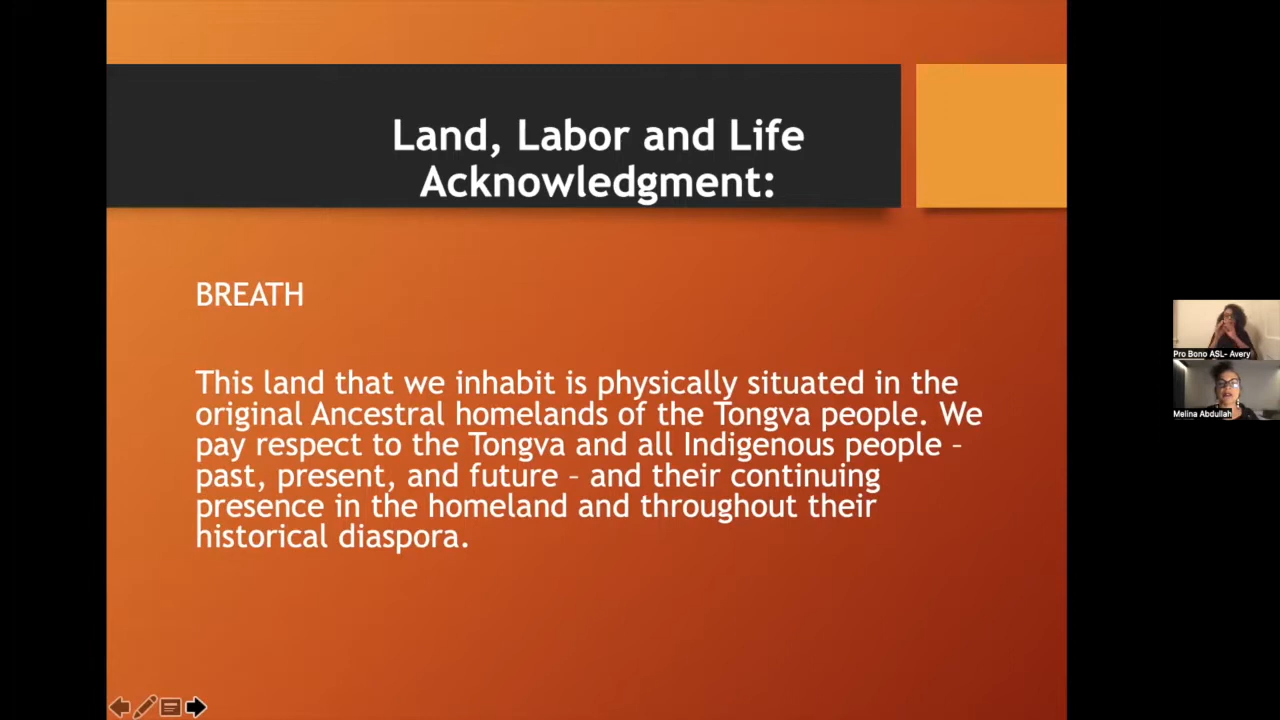 Land, Labor and Life
Acknowledgment:
BREATH
This land that we inhabit is physically situated in the
original Ancestral homelands of the Tongva people. We
pay respect to the Tongva and all Indigenous people –
past, present, and future – and their continuing
presence in the homeland and throughout their
historical diaspora.
Pro Bono ASL- Avery
Melina Abdullah